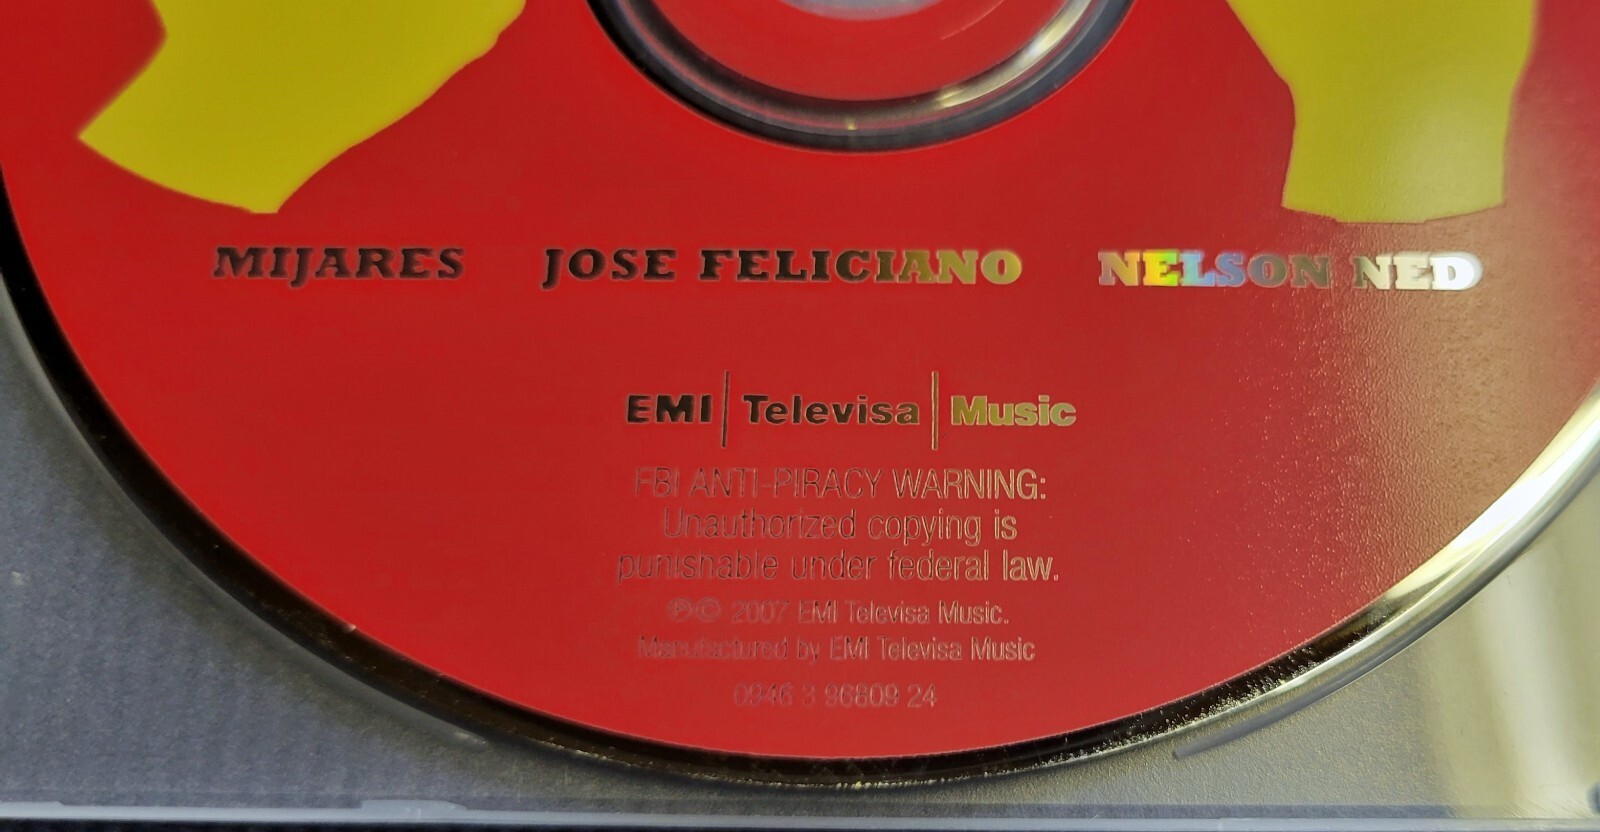 MIJARES JOSE FELICIANO NELSON NED
EMI Televisa Music
FBI ANTI-PIRACY WARNING:
Unauthorized copying is
punishable under federal law.
℗© 2007 EMI Televisa Music.
Manufactured by EMI Televisa Music
0946 3 96809 24